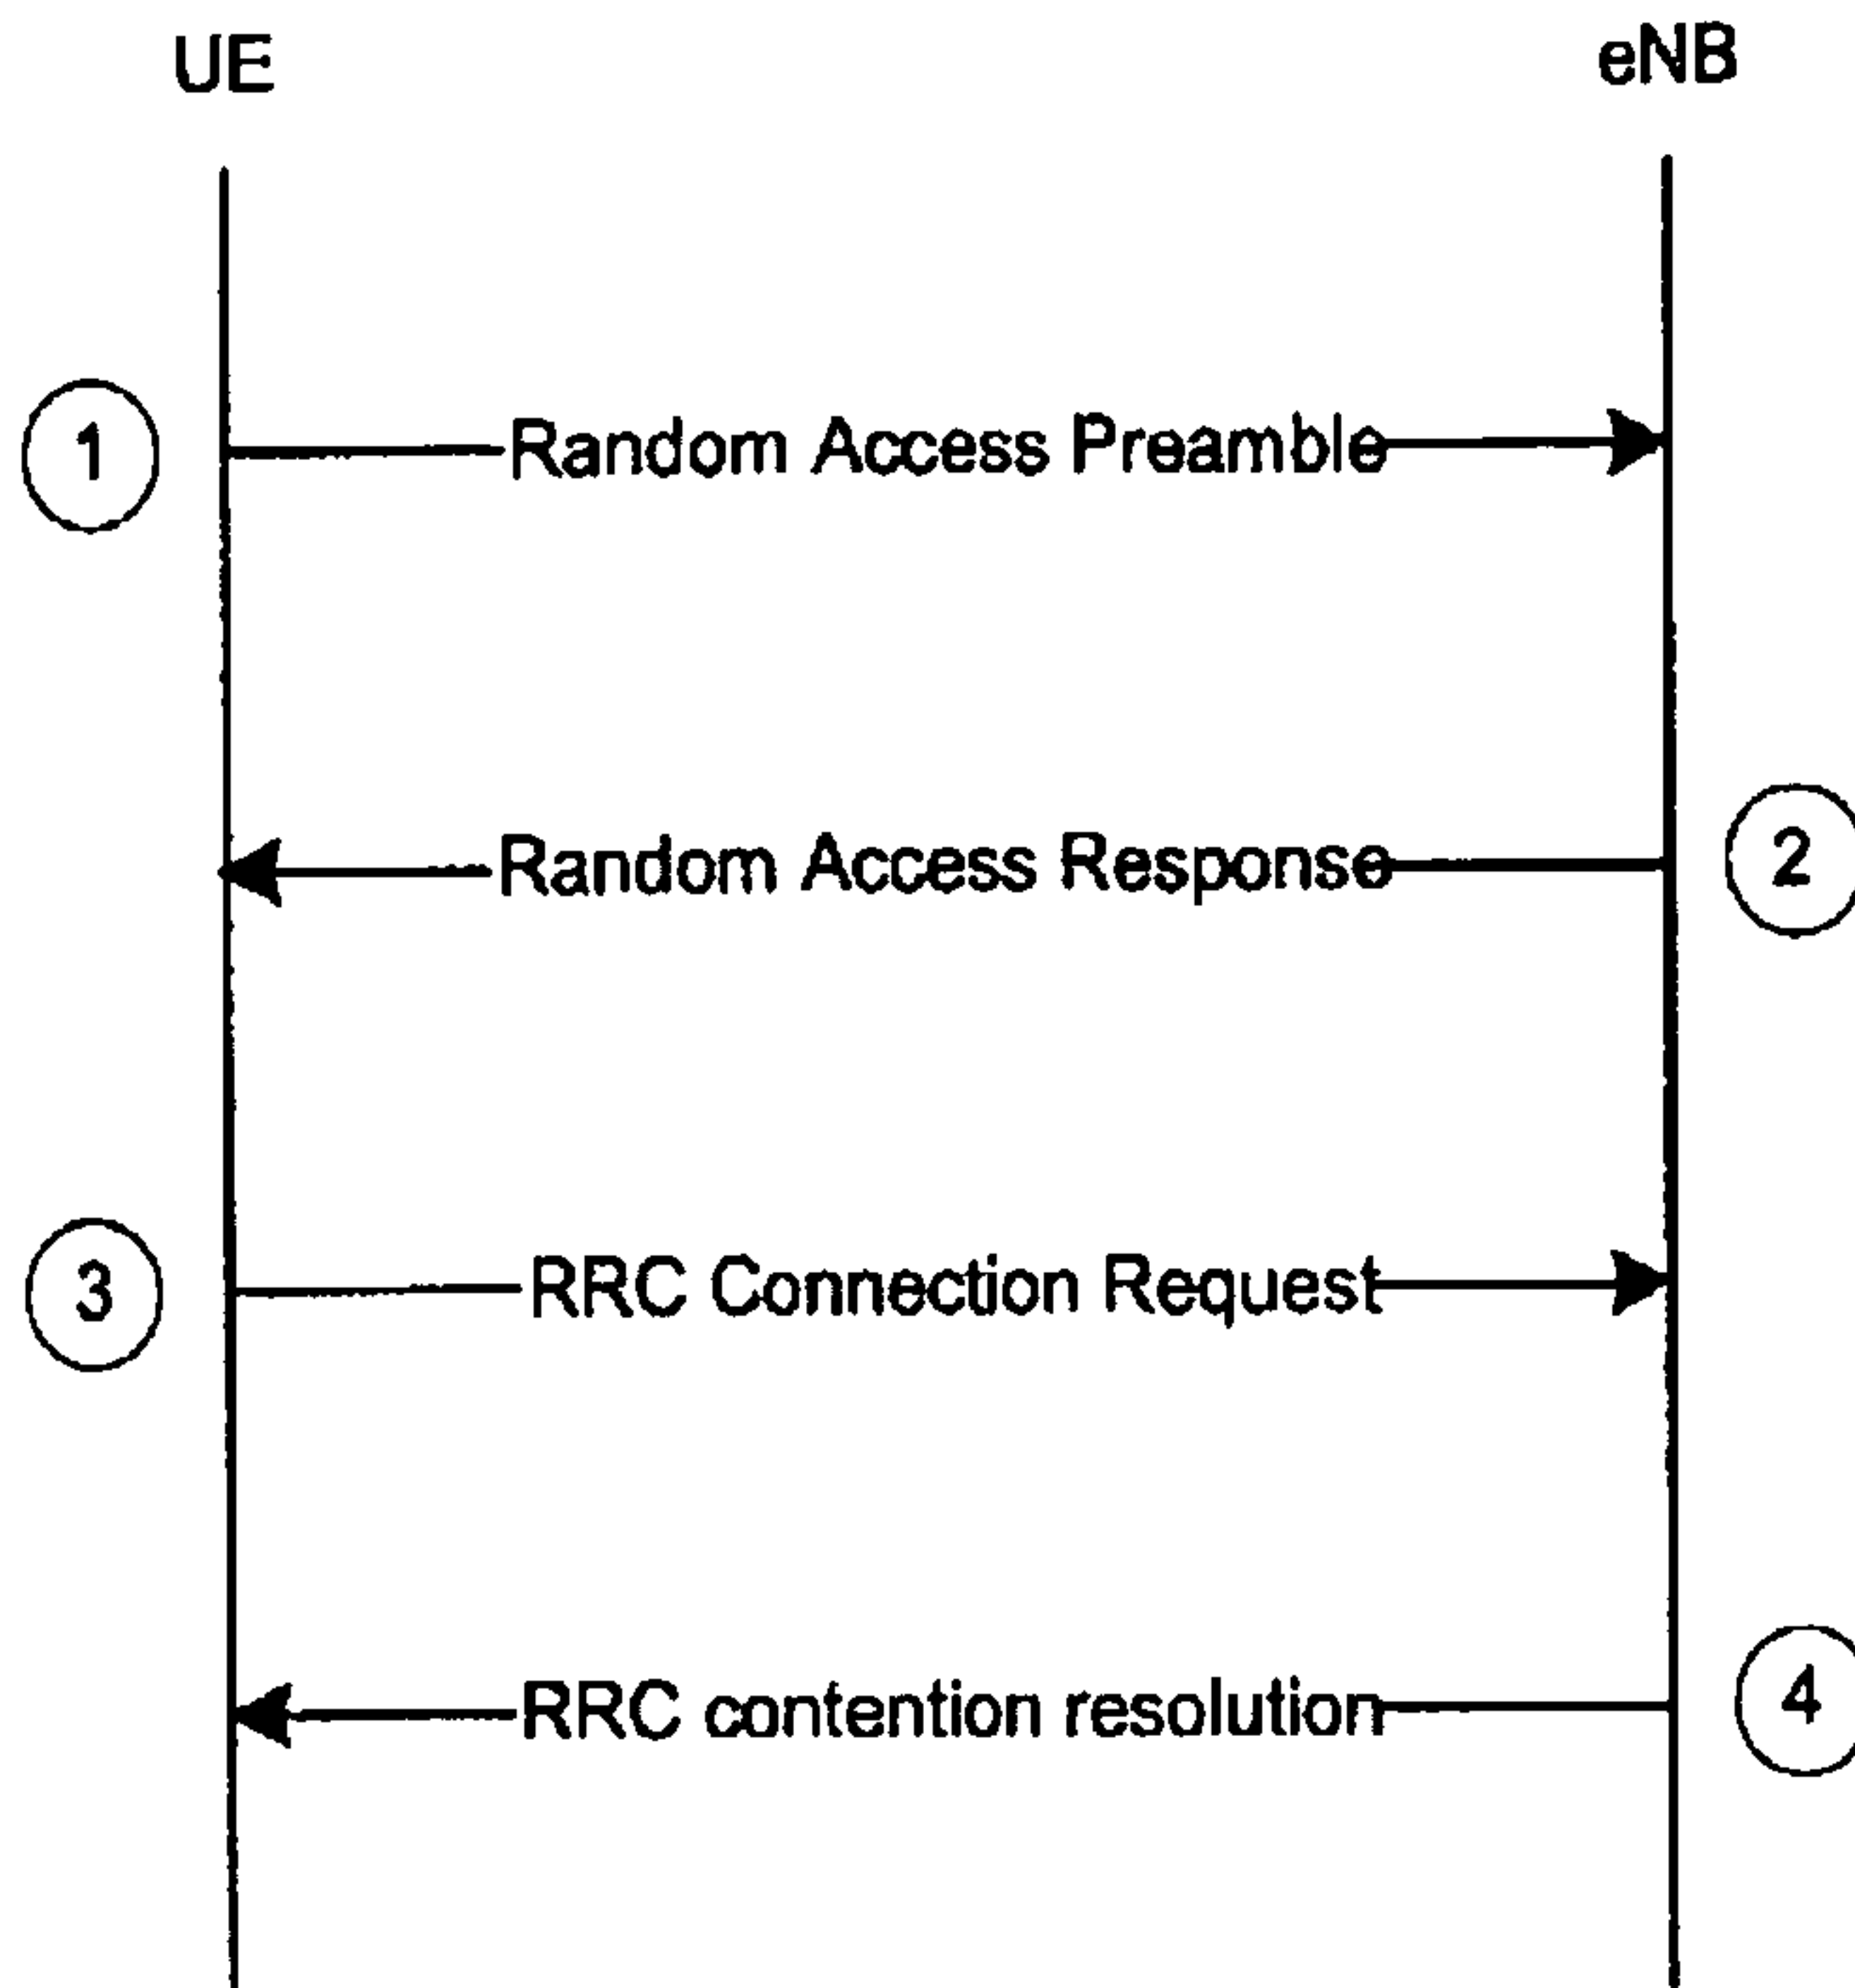 UE
eNB
1
Random Access Preamble
Random Access Response
2
3
RRC Connection Request
RRC contention resolution
4